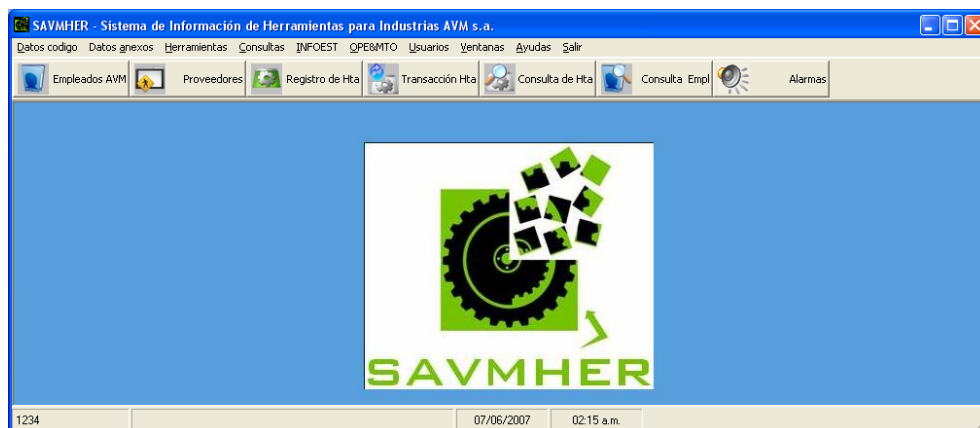 SAVMHER - Sistema de Información de Herramientas para Industrias AVM s.a.
Datos codigo Datos anexos Herramientas Consultas INFOEST OPE&MTO Usuarios Ventanas Ayudas Salir
Empleados AVM Proveedores Registro de Hta Transacción Hta Consulta de Hta Consulta Empl Alarmas
SAVMHER
1234 07/06/2007 02:15 a.m.